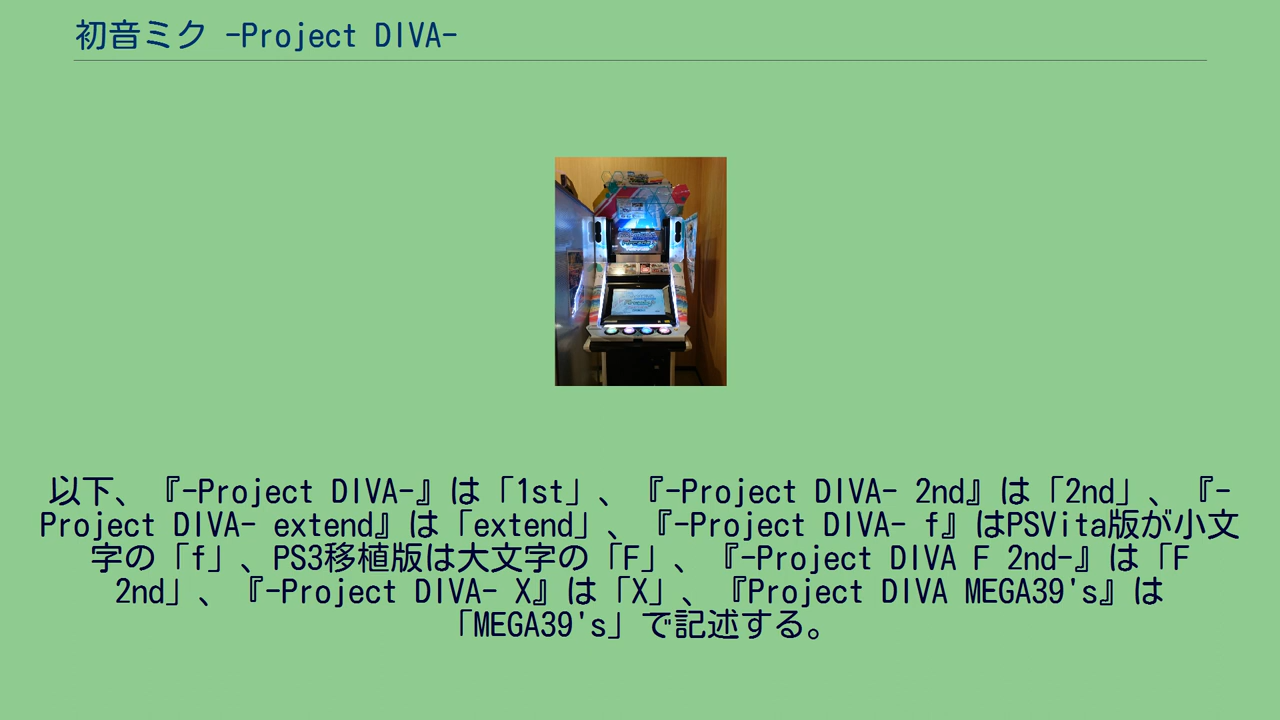 初音ミク -Project DIVA-
以下、『-Project DIVA-』は「1st」、『-Project DIVA- 2nd』は「2nd」、『-
Project DIVA- extend』は「extend」、『-Project DIVA- f』はPSVita版が小文
字の「f」、PS3移植版は大文字の「F」、『-Project DIVA F 2nd-』は「F
2nd」、『-Project DIVA- X』は「X」、『Project DIVA MEGA39's』は
「MEGA39's」で記述する。